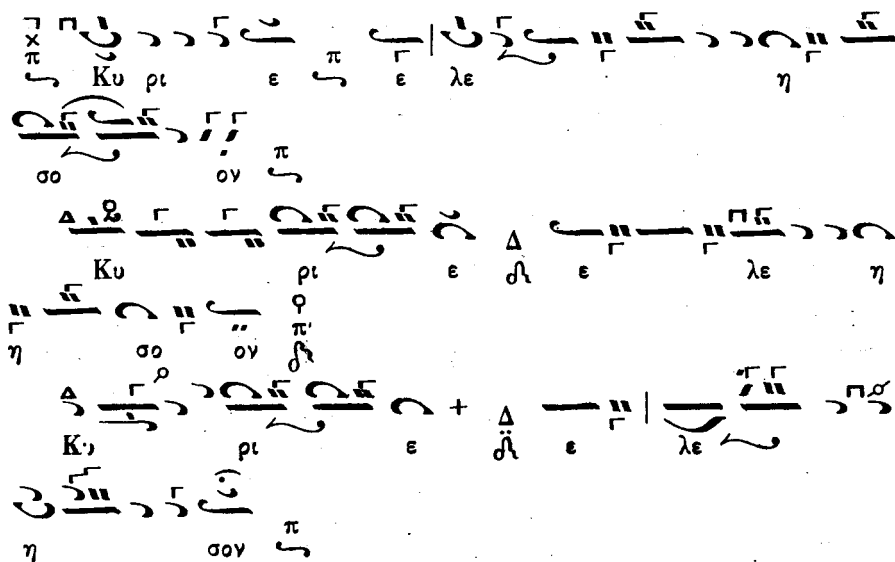 π Κυ ρι ε π ε λε η
σο ον π
Δ Κυ ρι ε Δ ε λε η
η σο ον π'
Δ Κυ ρι ε Δ ε λε
η σον π